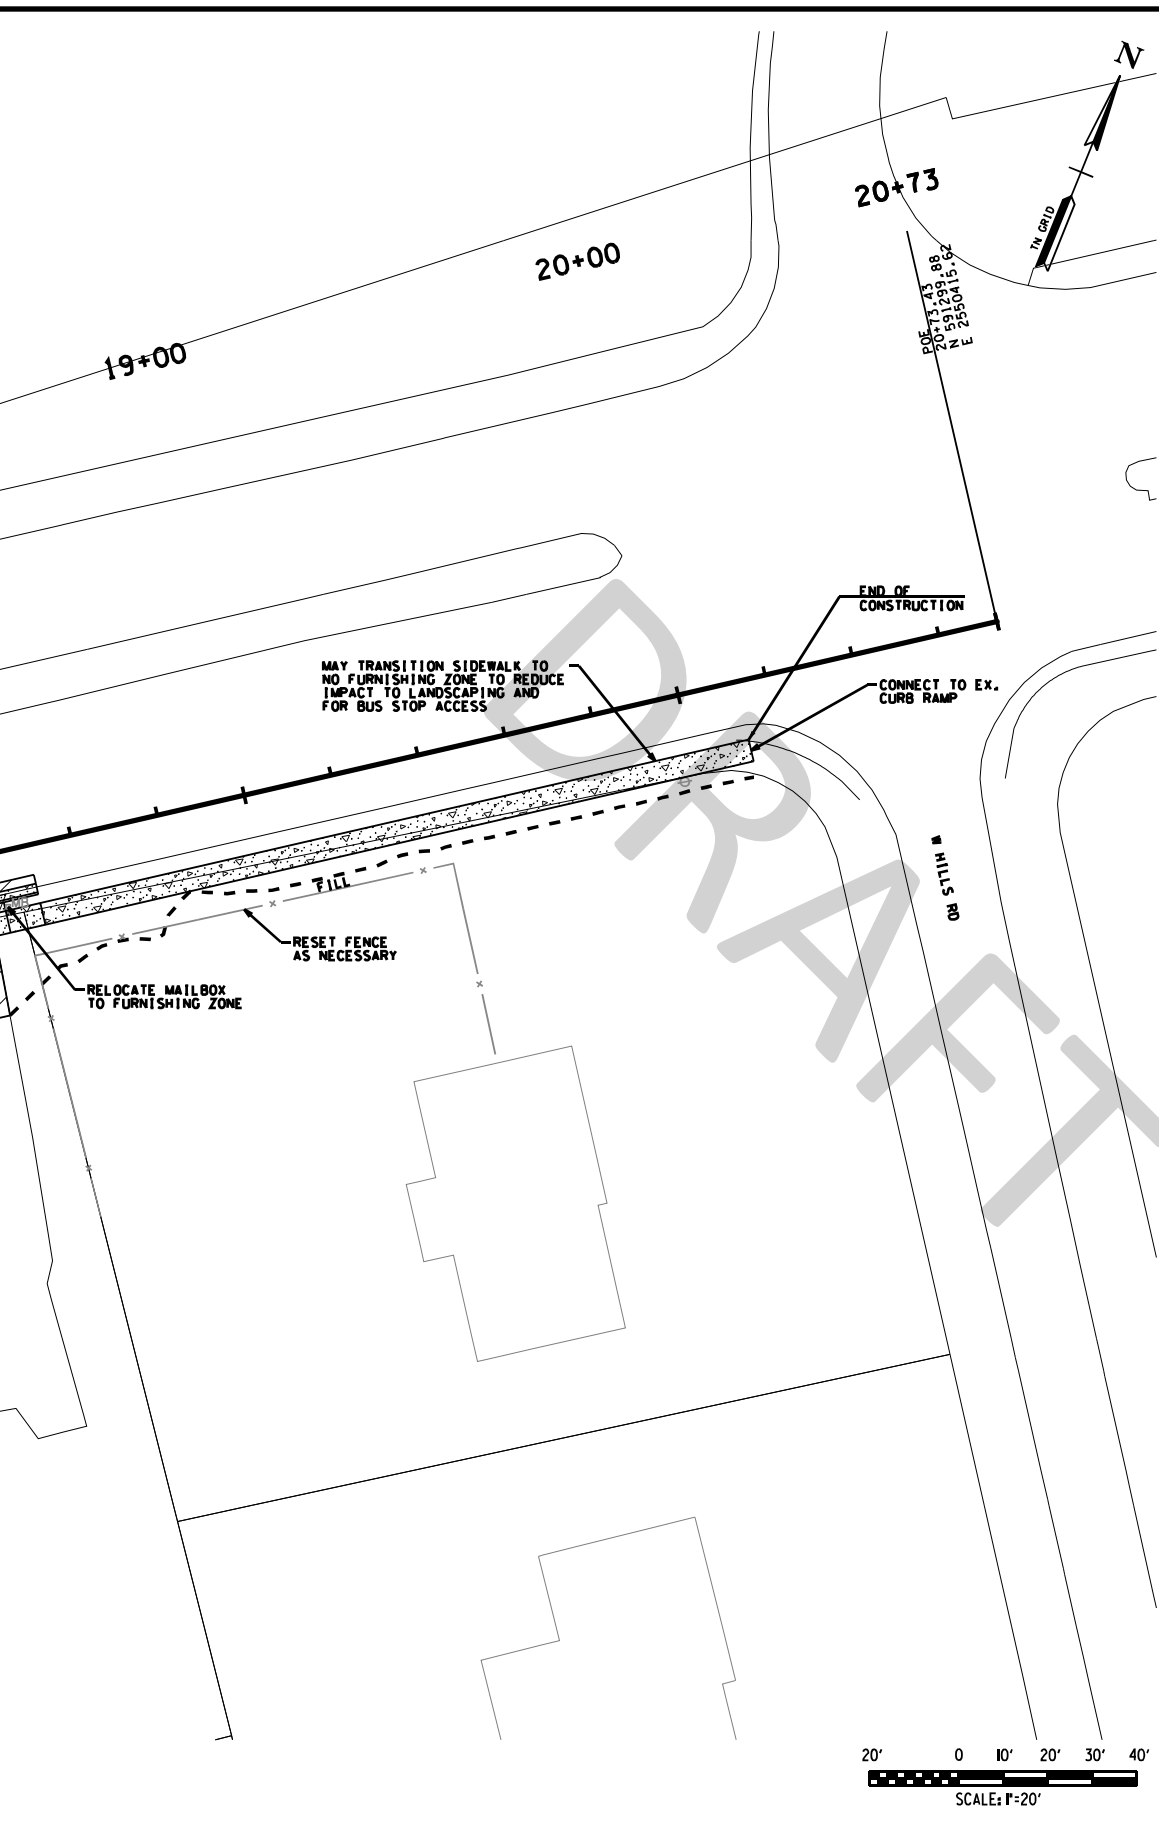 N
TN GRID
20+73
20+00
19+00
POE
20+73.43
N 591299.88
E 2550415.62
END OF
CONSTRUCTION
MAY TRANSITION SIDEWALK TO
NO FURNISHING ZONE TO REDUCE
IMPACT TO LANDSCAPING AND
FOR BUS STOP ACCESS
CONNECT TO EX.
CURB RAMP
DRAFT
W HILLS RD
FILL
RESET FENCE
AS NECESSARY
RELOCATE MAILBOX
TO FURNISHING ZONE
20' 0 10' 20' 30' 40'
SCALE: 1"=20'